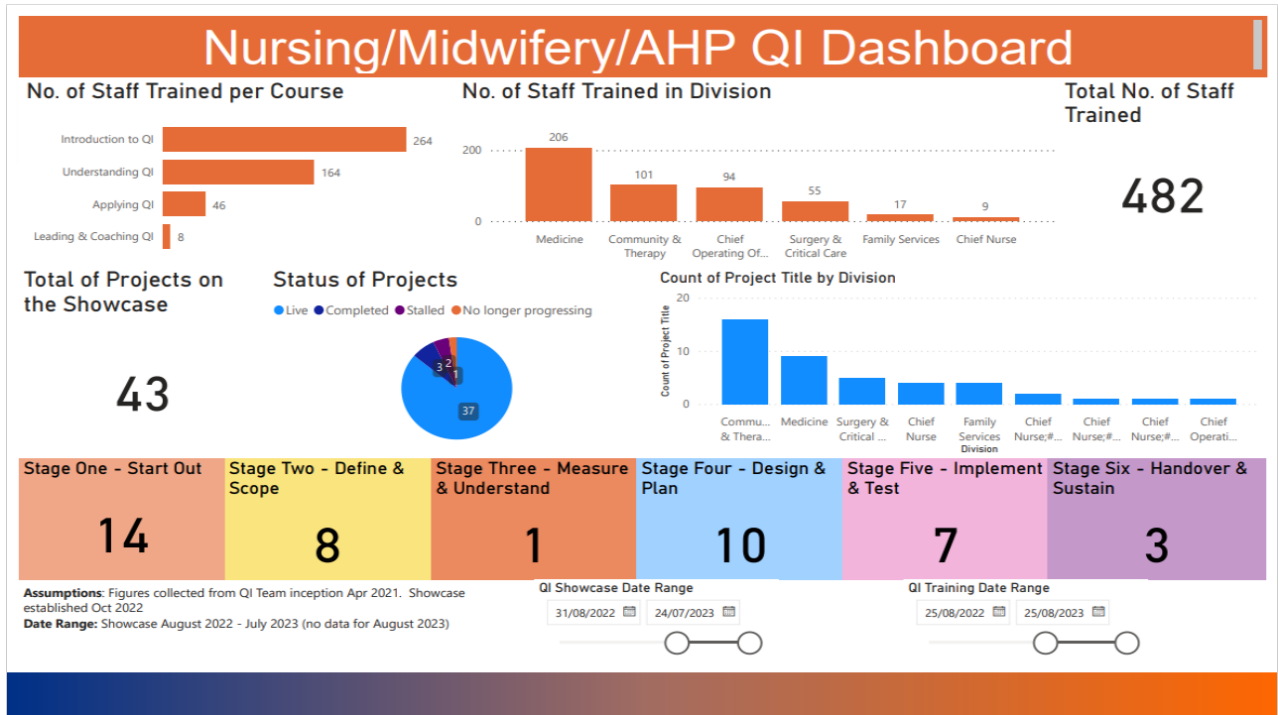 Nursing/Midwifery/AHP QI Dashboard
No. of Staff Trained per Course
Introduction to QI
264
Understanding QI
164
Applying QI
46
Leading & Coaching QI
8
No. of Staff Trained in Division
200
0
206
101
94
55
17
9
Medicine
Community &
Therapy
Chief
Operating Of...
Surgery &
Critical Care
Family Services
Chief Nurse
Total No. of Staff
Trained
482
Total of Projects on
the Showcase
43
Status of Projects
Live Completed Stalled No longer progressing
3
2
1
37
Count of Project Title by Division
Count of Project Title
20
10
0
Commu...
& Thera...
Medicine
Surgery &
Critical ...
Chief
Nurse
Family
Services
Chief
Nurse;#...
Chief
Nurse;#...
Chief
Nurse;#...
Chief
Operati...
Division
Stage One - Start Out
14
Stage Two - Define &
Scope
8
Stage Three - Measure
& Understand
1
Stage Four - Design &
Plan
10
Stage Five - Implement
& Test
7
Stage Six - Handover &
Sustain
3
Assumptions: Figures collected from QI Team inception Apr 2021. Showcase
established Oct 2022
Date Range: Showcase August 2022 - July 2023 (no data for August 2023)
QI Showcase Date Range
31/08/2022 24/07/2023
QI Training Date Range
25/08/2022 25/08/2023